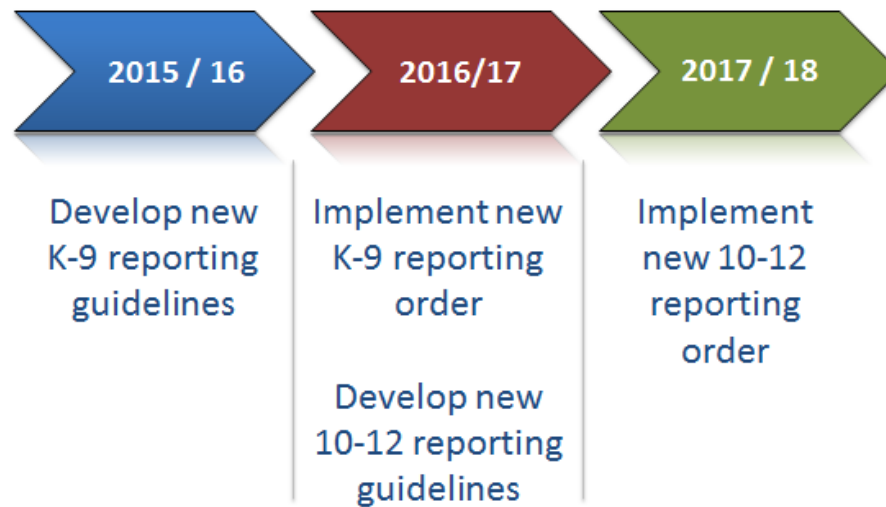 2015 / 16
2016/17
2017 / 18
Develop new
K-9 reporting
guidelines
Implement new
K-9 reporting
order
Develop new
10-12 reporting
guidelines
Implement
new 10-12
reporting
order